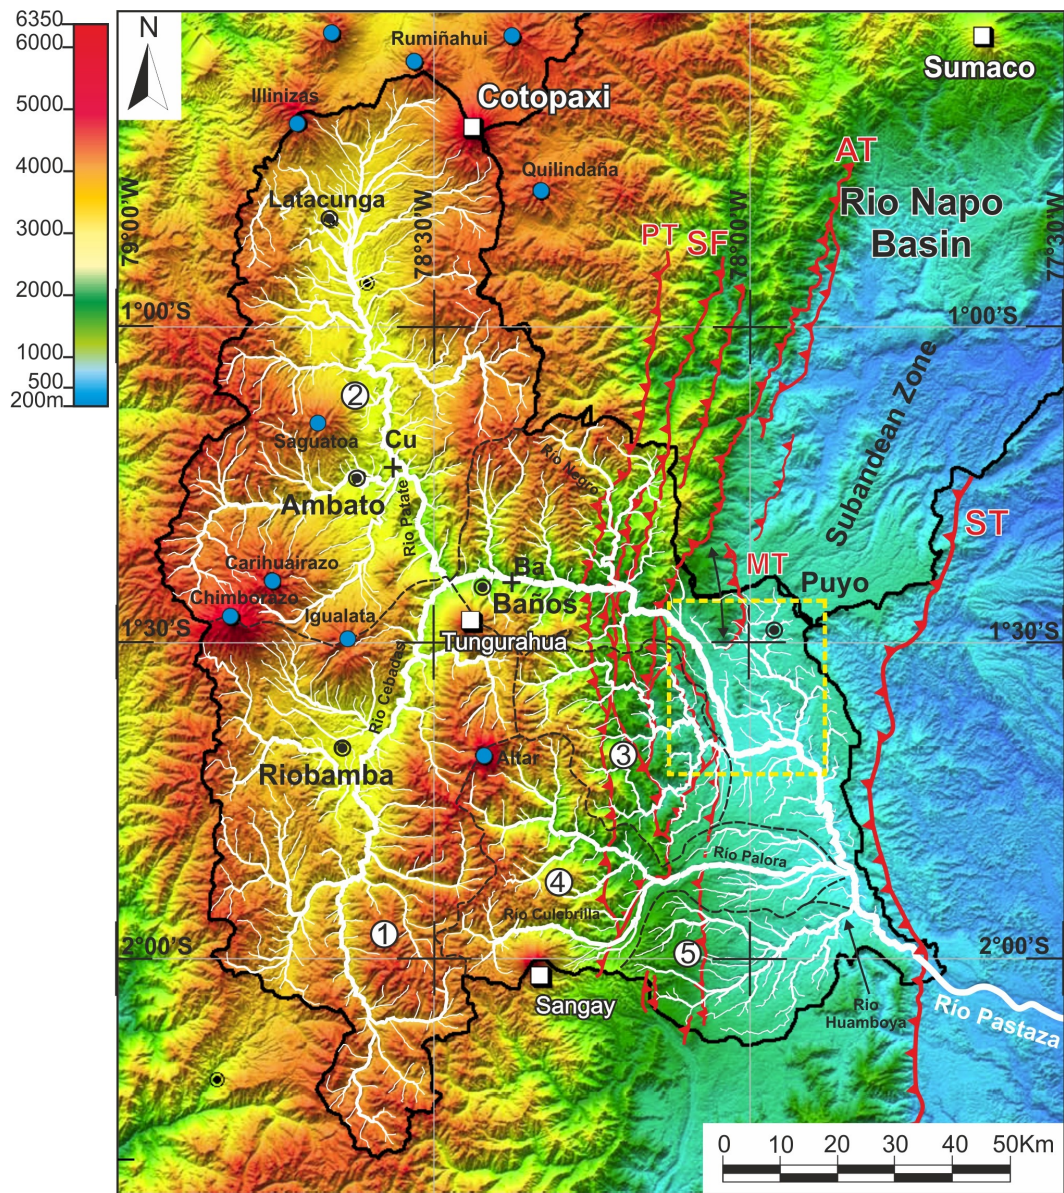 6350
6000
5000
4000
3000
2000
1000
500
200m
N
Rumiñahui
Sumaco
Illinizas
Cotopaxi
Quilindaña
AT
Latacunga
79°00'W
78°30'W
PT
SF
78°00'W
Rio Napo
Basin
77°30'W
1°00'S
1°00'S
Subandean Zone
2
Saguatoa
Cu
Rio Negro
Ambato
Río Patate
ST
Carihuairazo
Ba
MT
Puyo
Chimborazo
Baños
Igualata
1°30'S
Tungurahua
1°30'S
Río Cebadas
3
Altar
Riobamba
Río Palora
4
Río Culebrilla
1
2°00'S
5
2°00'S
Sangay
Rio
Huamboya
Río Pastaza
0 10 20 30 40 50Km